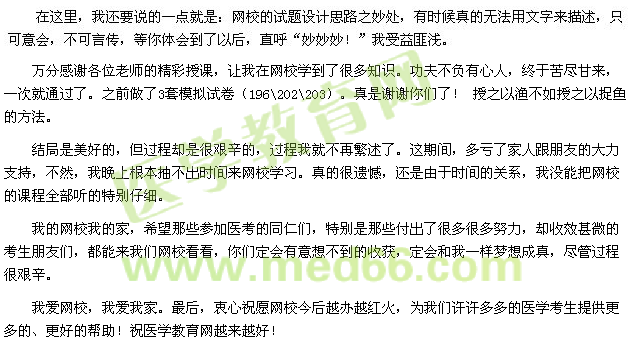 在这里，我还要说的一点就是：网校的试题设计思路之妙处，有时候真的无法用文字来描述，只
可意会，不可言传，等你体会到了以后，直呼“妙妙妙！”我受益匪浅。
万分感谢各位老师的精彩授课，让我在网校学到了很多知识。功夫不负有心人，终于苦尽甘来，
一次就通过了。之前做了3套模拟试卷（196\202\203）。真是谢谢你们了！ 授之以渔不如授之以捉鱼
的方法。
结局是美好的，但过程却是很艰辛的，过程我就不再繁述了。这期间，多亏了家人跟朋友的大力
支持，不然，我晚上根本抽不出时间来网校学习。真的很遗憾，还是由于时间的关系，我没能把网校
的课程全部听的特别仔细。
我的网校我的家，希望那些参加医考的同仁们，特别是那些付出了很多很多努力，却收效甚微的
考生朋友们，都能来我们网校看看，你们定会有意想不到的收获，定会和我一样梦想成真，尽管过程
很艰辛。
我爱网校，我爱我家。最后，衷心祝愿网校今后越办越红火，为我们许许多多的医学考生提供更
多的、更好的帮助！祝医学教育网越来越好！
医学教育网
www.med66.com